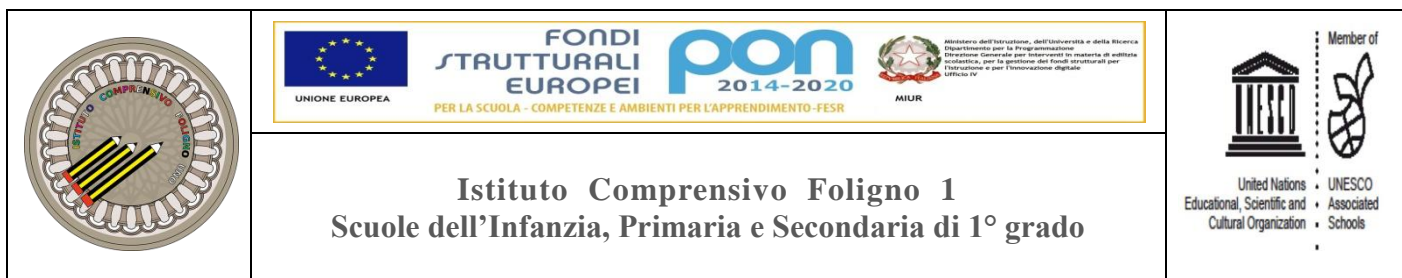 ISTITUTO COMPRENSIVO FOLIGNO UNO
UNIONE EUROPEA
FONDI
STRUTTURALI
EUROPEI
pon
2014-2020
PER LA SCUOLA - COMPETENZE E AMBIENTI PER L'APPRENDIMENTO-FESR
MIUR
Ministero dell'Istruzione, dell'Università e della Ricerca
Dipartimento per la Programmazione
Direzione Generale per interventi in materia di edilizia
scolastica, per la gestione dei fondi strutturali per
l'istruzione e per l'innovazione digitale
Ufficio IV
Istituto Comprensivo Foligno 1
Scuole dell’Infanzia, Primaria e Secondaria di 1° grado
Member of
UNESCO
United Nations
Educational, Scientific and
Cultural Organization
UNESCO
Associated
Schools